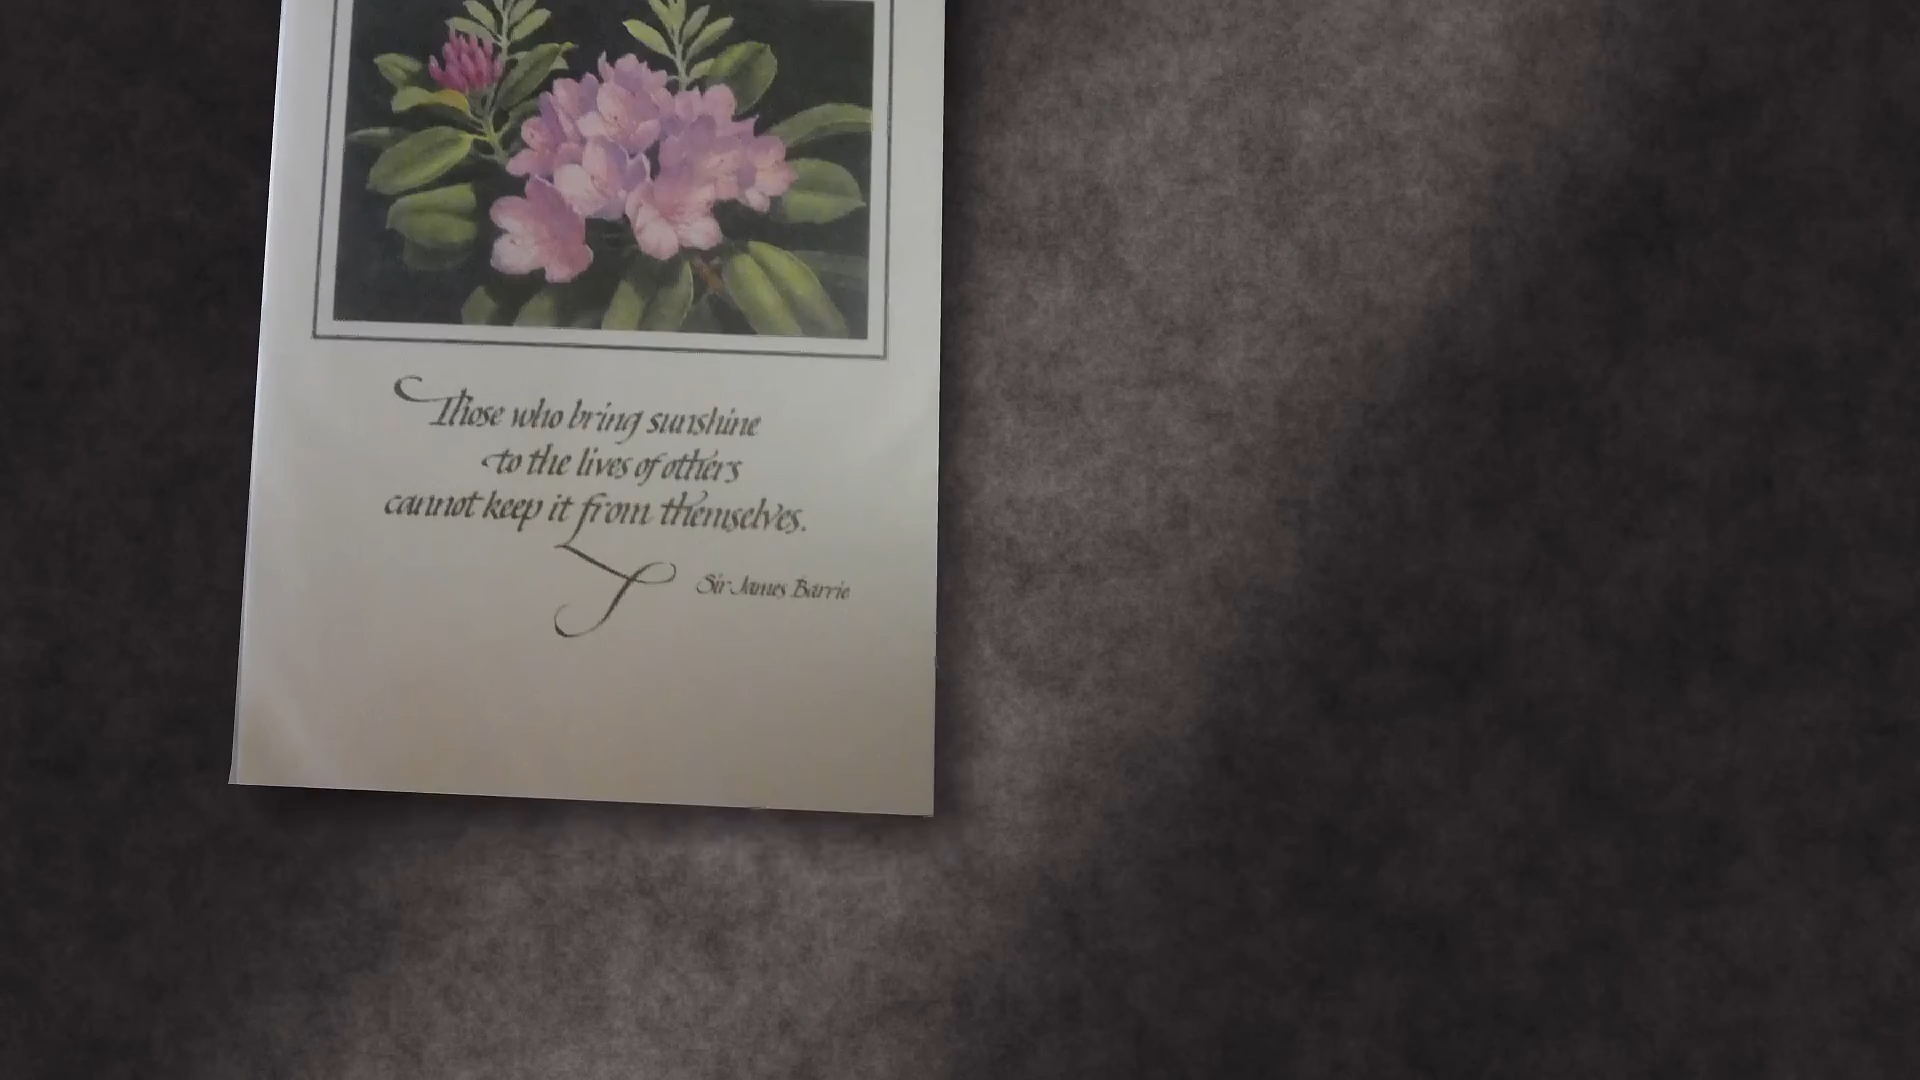 Those who bring sunshine
to the lives of others
cannot keep it from themselves.
Sir James Barrie